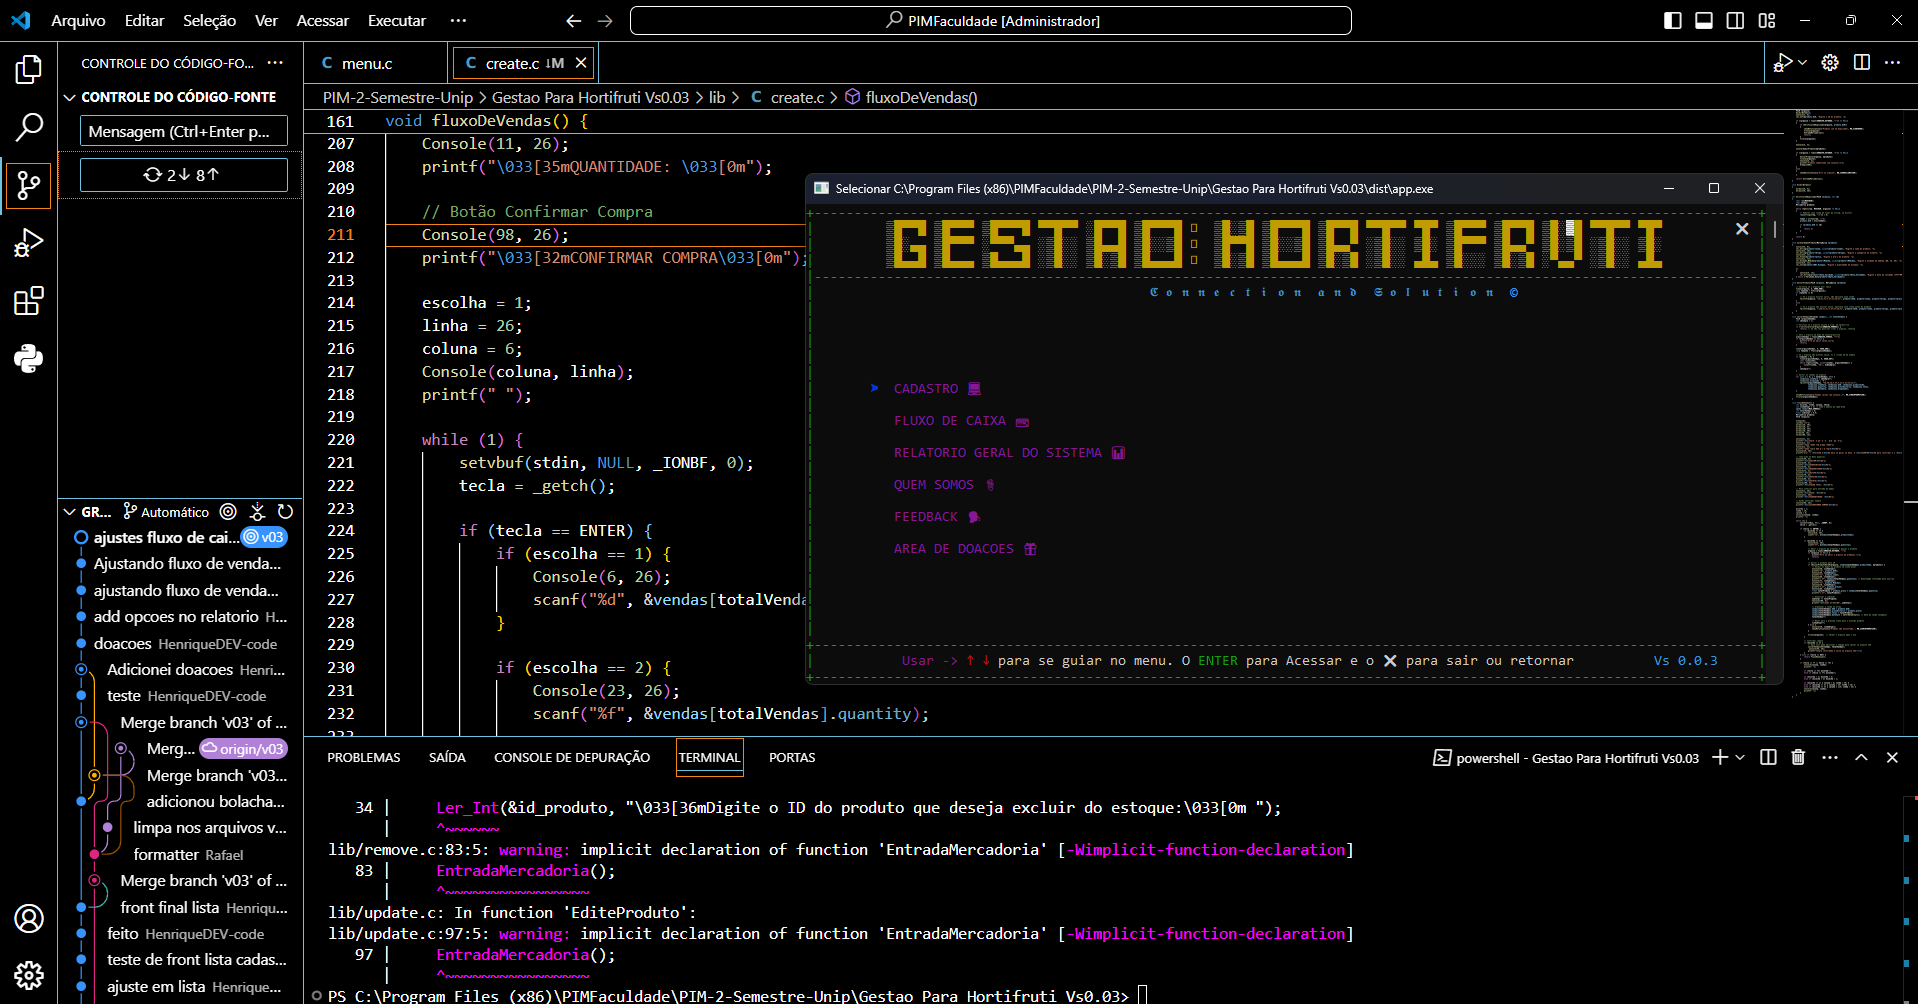 Arquivo Editar Seleção Ver Acessar Executar ···
PIMFaculdade [Administrador]
CONTROLE DO CÓDIGO-FO... ···
CONTROLE DO CÓDIGO-FONTE
Mensagem (Ctrl+Enter p...
2↓ 8↑
GR... Automático
ajustes fluxo de cai... v03
Ajustando fluxo de venda...
ajustando fluxo de venda...
add opcoes no relatorio H...
doacoes HenriqueDEV-code
Adicionei doacoes Henri...
teste HenriqueDEV-code
Merge branch 'v03' of ...
Merg... origin/v03
Merge branch 'v03...
adicionou bolacha...
limpa nos arquivos v...
formatter Rafael
Merge branch 'v03' of ...
front final lista Henriqu...
feito HenriqueDEV-code
teste de front lista cadas...
ajuste em lista Henrique...
C menu.c
C create.c ↓M ×
PIM-2-Semestre-Unip > Gestao Para Hortifruti Vs0.03 > lib > C create.c > fluxoDeVendas()
161 void fluxoDeVendas() {
207 Console(11, 26);
208 printf("\033[35mQUANTIDADE: \033[0m");
209
210 // Botão Confirmar Compra
211 Console(98, 26);
212 printf("\033[32mCONFIRMAR COMPRA\033[0m");
213
214 escolha = 1;
215 linha = 26;
216 coluna = 6;
217 Console(coluna, linha);
218 printf(" ");
219
220 while (1) {
221 setvbuf(stdin, NULL, _IONBF, 0);
222 tecla = _getch();
223
224 if (tecla == ENTER) {
225 if (escolha == 1) {
226 Console(6, 26);
227 scanf("%d", &vendas[totalVenda
228 }
229
230 if (escolha == 2) {
231 Console(23, 26);
232 scanf("%f", &vendas[totalVendas].quantity);
Selecionar C:\Program Files (x86)\PIMFaculdade\PIM-2-Semestre-Unip\Gestao Para Hortifruti Vs0.03\dist\app.exe
GESTAO: HORTIFRUTI
Connection and Solution ©
➤ CADASTRO
FLUXO DE CAIXA
RELATORIO GERAL DO SISTEMA
QUEM SOMOS
FEEDBACK
AREA DE DOACOES
Usar -> ↑ ↓ para se guiar no menu. O ENTER para Acessar e o ✕ para sair ou retornar Vs 0.0.3
PROBLEMAS SAÍDA CONSOLE DE DEPURAÇÃO TERMINAL PORTAS
powershell - Gestao Para Hortifruti Vs0.03
34 | Ler_Int(&id_produto, "\033[36mDigite o ID do produto que deseja excluir do estoque:\033[0m ");
| ^~~~~~~
lib/remove.c:83:5: warning: implicit declaration of function 'EntradaMercadoria' [-Wimplicit-function-declaration]
83 | EntradaMercadoria();
| ^~~~~~~~~~~~~~~~~
lib/update.c: In function 'EditeProduto':
lib/update.c:97:5: warning: implicit declaration of function 'EntradaMercadoria' [-Wimplicit-function-declaration]
97 | EntradaMercadoria();
| ^~~~~~~~~~~~~~~~~
PS C:\Program Files (x86)\PIMFaculdade\PIM-2-Semestre-Unip\Gestao Para Hortifruti Vs0.03>